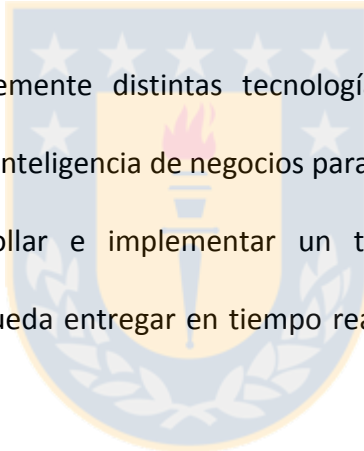 emente distintas tecnologí
nteligencia de negocios para
ollar e implementar un t
ueda entregar en tiempo rea